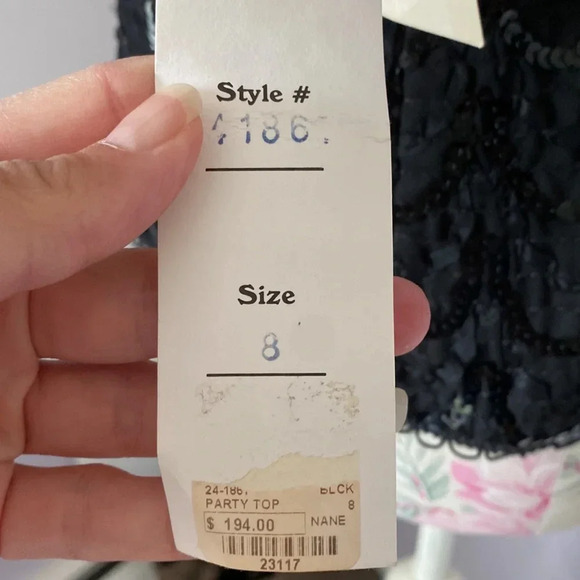 Style #
4186
Size
8
24-186 BLCK
PARTY TOP 8
$ 194.00 NANE
23117